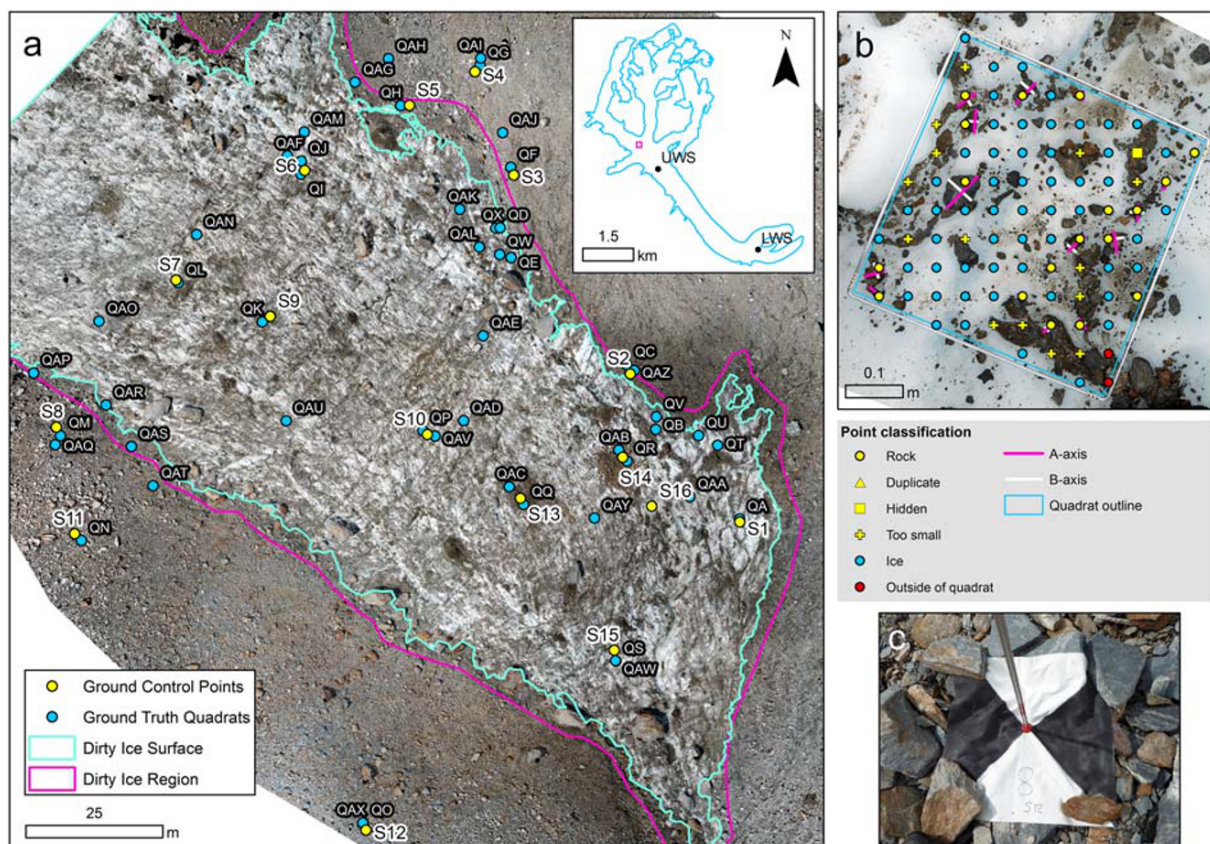 a
QAH
QAI
QG
S4
QAG
QH
S5
QAM
QAJ
QAF
QJ
S6
QF
S3
QI
QAK
QX
QD
QAN
QAL
QW
QE
S7
QL
S9
QAO
QK
QAE
QAP
S2
QC
QAZ
QAR
QV
S8
QM
QAU
S10
QP
QAD
QB
QU
QAQ
QAS
QAV
QAB
QR
QT
S14
QAT
QAC
QAA
QQ
S16
S11
QN
S13
QAY
QA
S1
S15
QS
QAW
QAX
QO
S12
Ground Control Points
Ground Truth Quadrats
Dirty Ice Surface
Dirty Ice Region
25
m
N
UWS
LWS
1.5
km
b
0.1
m
Point classification
Rock
Duplicate
Hidden
Too small
Ice
Outside of quadrat
A-axis
B-axis
Quadrat outline
c
8